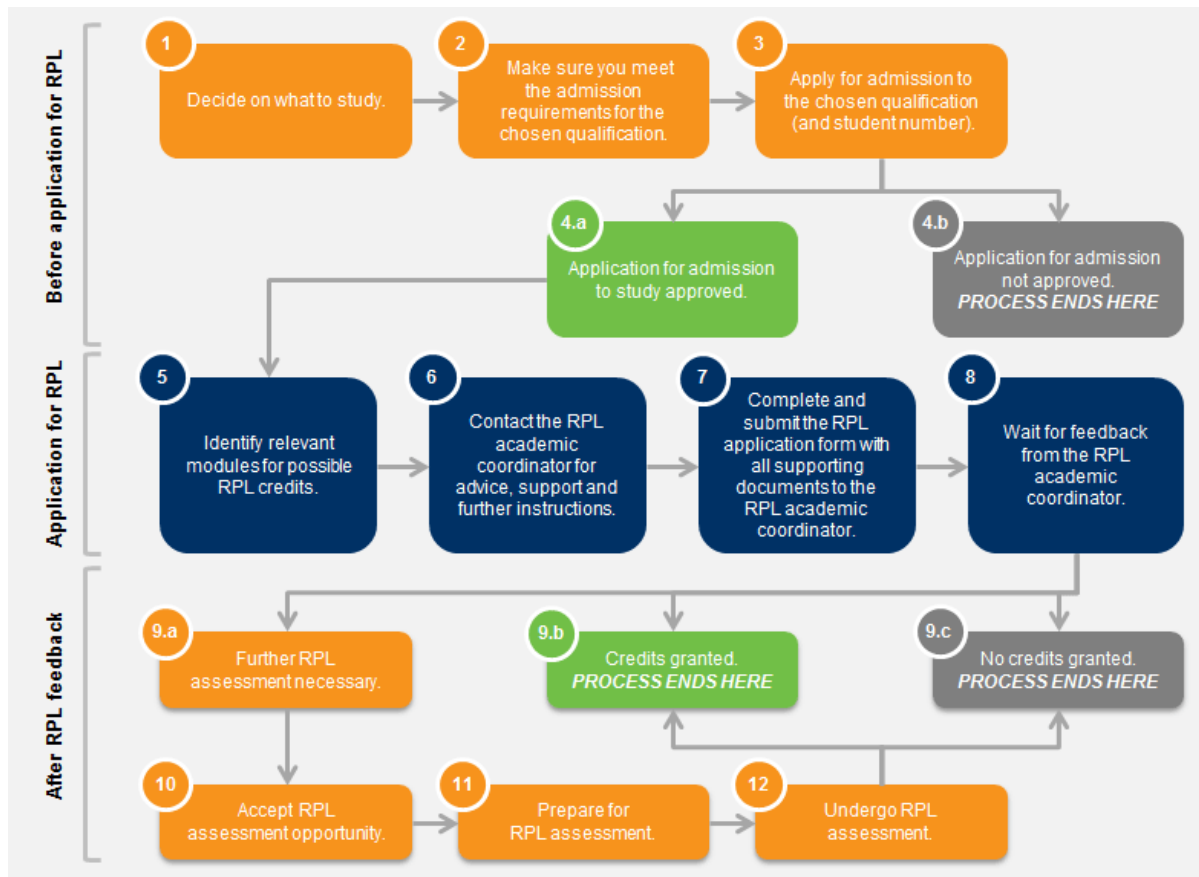 Before application for RPL
1
Decide on what to study.
2
Make sure you meet
the admission
requirements for the
chosen qualification.
3
Apply for admission to
the chosen qualification
(and student number).
4.a
Application for admission
to study approved.
4.b
Application for admission
not approved.
PROCESS ENDS HERE
Application for RPL
5
Identify relevant
modules for possible
RPL credits.
6
Contact the RPL
academic
coordinator for
advice, support and
further instructions.
7
Complete and
submit the RPL
application form with
all supporting
documents to the
RPL academic
coordinator.
8
Wait for feedback
from the RPL
academic
coordinator.
After RPL feedback
9.a
Further RPL
assessment necessary.
9.b
Credits granted.
PROCESS ENDS HERE
9.c
No credits granted.
PROCESS ENDS HERE
10
Accept RPL
assessment opportunity.
11
Prepare for
RPL assessment.
12
Undergo RPL
assessment.